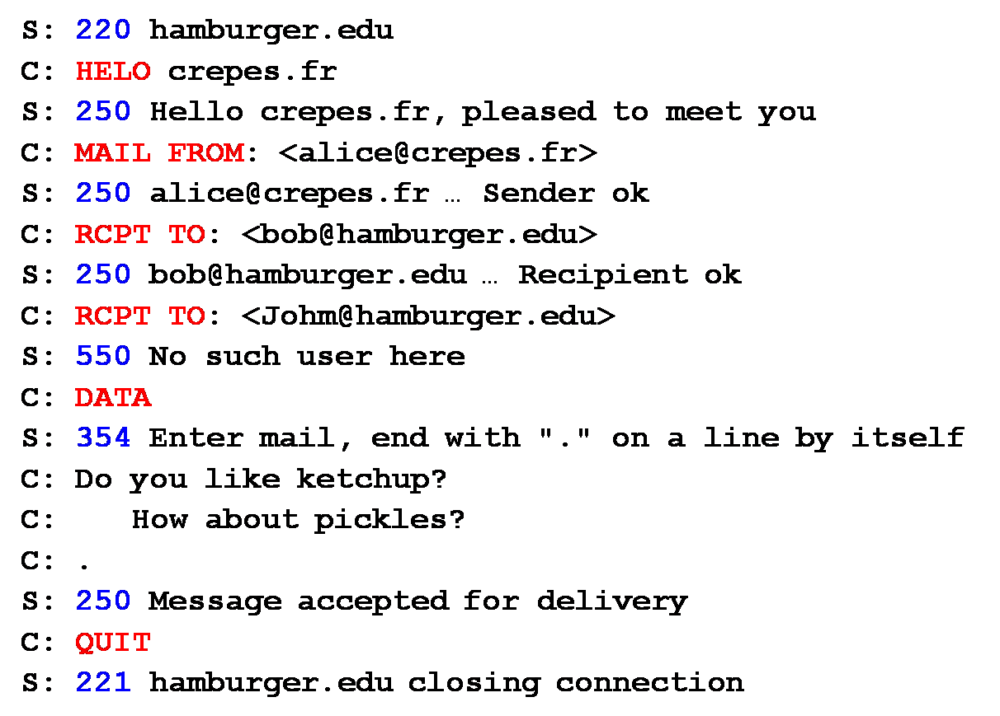 S: 220 hamburger.edu
C: HELO crepes.fr
S: 250 Hello crepes.fr, pleased to meet you
C: MAIL FROM: <alice@crepes.fr>
S: 250 alice@crepes.fr … Sender ok
C: RCPT TO: <bob@hamburger.edu>
S: 250 bob@hamburger.edu … Recipient ok
C: RCPT TO: <Johm@hamburger.edu>
S: 550 No such user here
C: DATA
S: 354 Enter mail, end with "." on a line by itself
C: Do you like ketchup?
C:   How about pickles?
C: .
S: 250 Message accepted for delivery
C: QUIT
S: 221 hamburger.edu closing connection